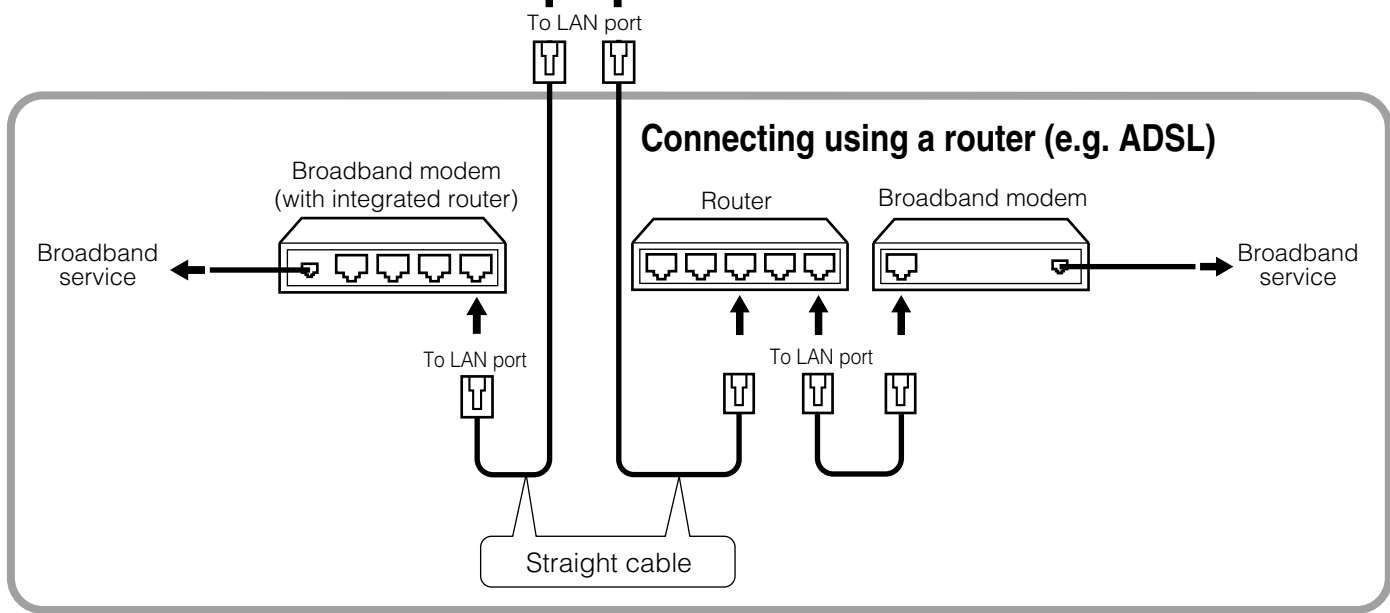 To LAN port
Connecting using a router (e.g. ADSL)
Broadband modem
(with integrated router)
Router
Broadband modem
Broadband
service
Broadband
service
To LAN port
To LAN port
Straight cable